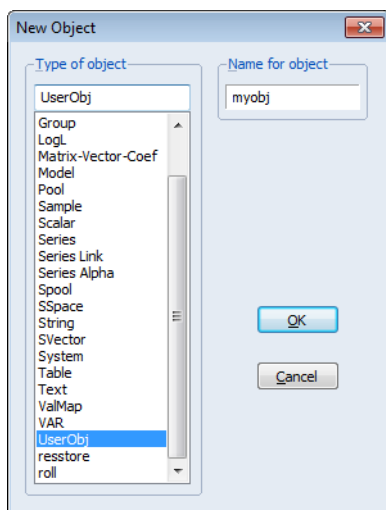 New Object
Type of object
UserObj
Group
LogL
Matrix-Vector-Coef
Model
Pool
Sample
Scalar
Series
Series Link
Series Alpha
Spool
SSpace
String
SVector
System
Table
Text
ValMap
VAR
UserObj
resstore
roll
Name for object
myobj
OK
Cancel